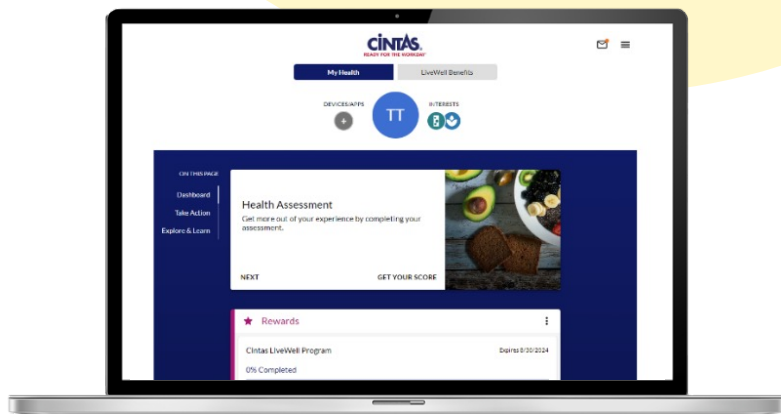 CİNTAS.
READY FOR THE WORKDAY
My Health
LiveWell Benefits
DEVICES/APPS
INTERESTS
TT
ON THIS PAGE
Dashboard
Take Action
Explore & Learn
Health Assessment
Get more out of your experience by completing your
assessment.
NEXT
GET YOUR SCORE
Rewards
Cintas LiveWell Program
Expires 8/30/2024
0% Completed